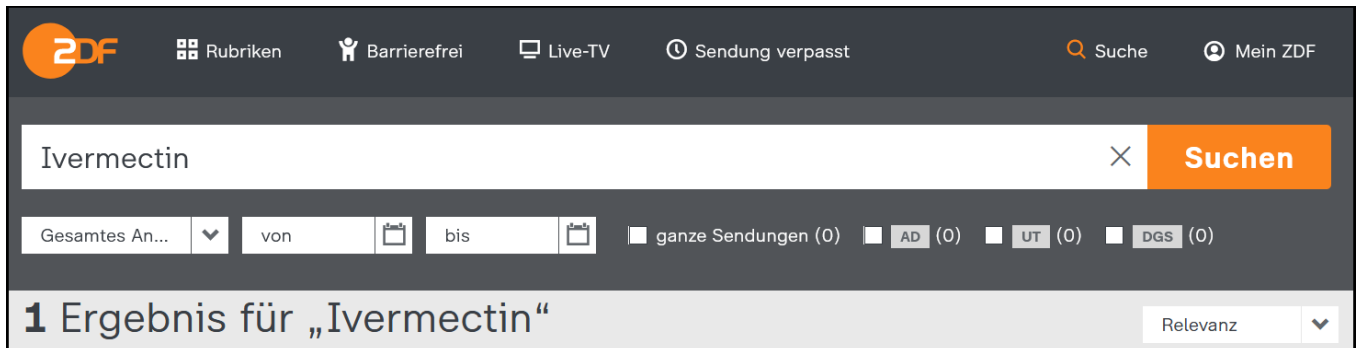 ZDF Rubriken Barrierefrei Live-TV Sendung verpasst Suche Mein ZDF
Ivermectin Suchen
Gesamtes An... von bis ganze Sendungen (0) AD (0) UT (0) DGS (0)
1 Ergebnis für „Ivermectin“ Relevanz